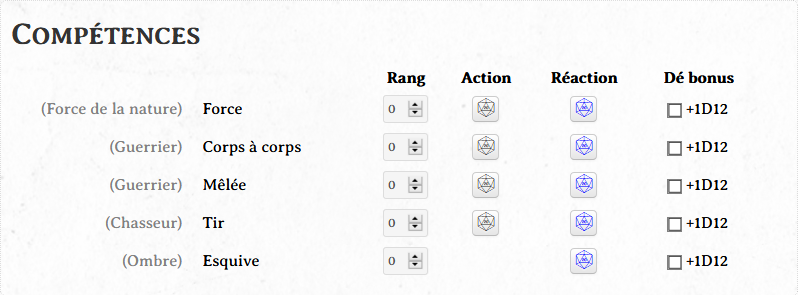 Compétences
Rang Action Réaction Dé bonus
(Force de la nature) Force 0 +1D12
(Guerrier) Corps à corps 0 +1D12
(Guerrier) Mêlée 0 +1D12
(Chasseur) Tir 0 +1D12
(Ombre) Esquive 0 +1D12